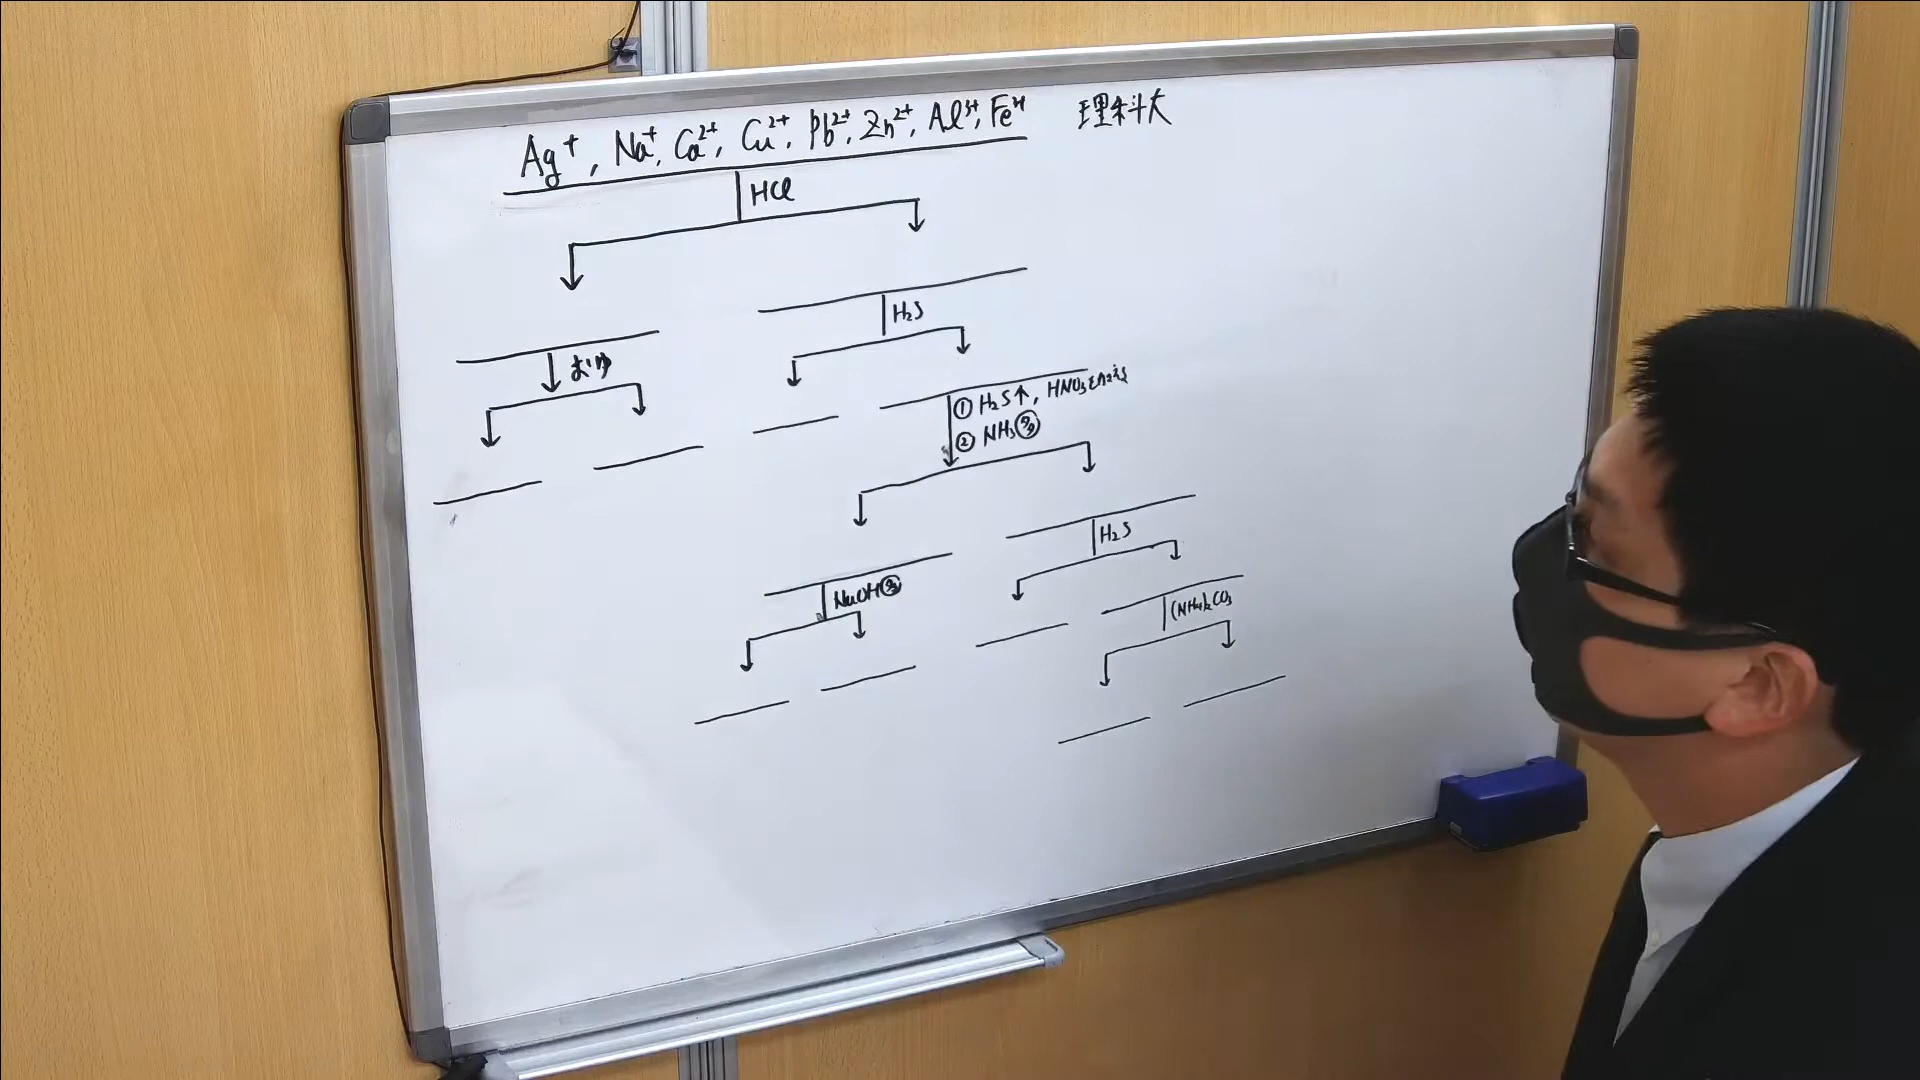 Ag⁺, Na⁺, Ca²⁺, Cu²⁺, Pb²⁺, Zn²⁺, Al³⁺, Fe³⁺ 理科大
HCl
H₂S
おゆ
① H₂S↑, HNO₃
② NH₃
H₂S
NaOH
(NH₄)₂CO₃